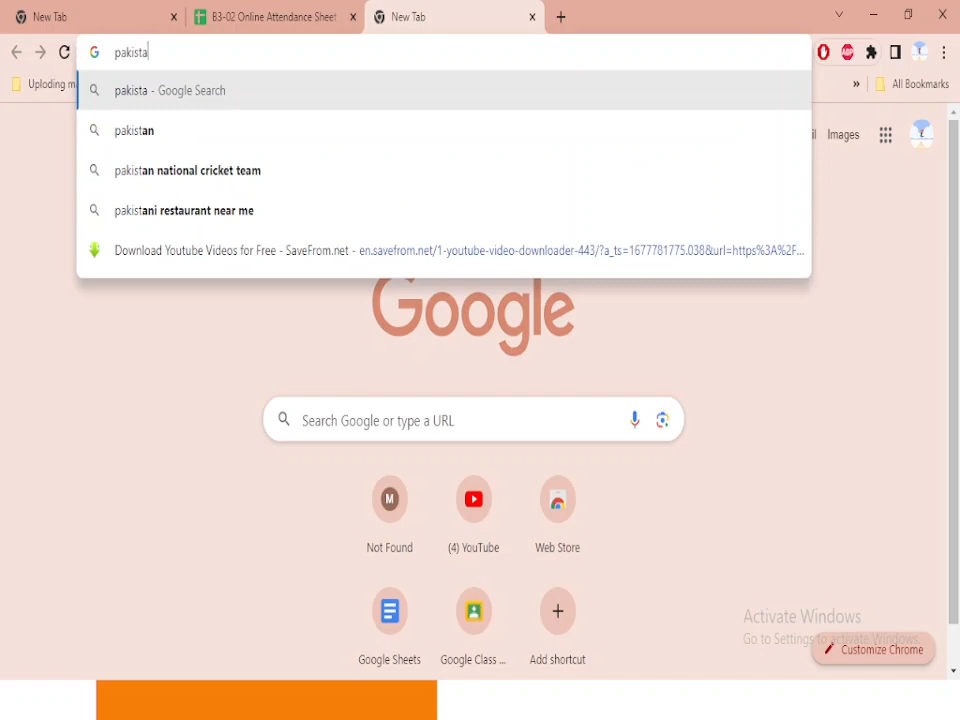 New Tab
B3-02 Online Attendance Sheet
New Tab
pakista
Uploding m
All Bookmarks
pakista - Google Search
pakistan
pakistan national cricket team
pakistani restaurant near me
Download Youtube Videos for Free - SaveFrom.net - en.savefrom.net/1-youtube-video-downloader-443/?a_ts=1677781775.038&url=https%3A%2F...
il Images
Google
Search Google or type a URL
M
Not Found
(4) YouTube
Web Store
Google Sheets
Google Class ...
Add shortcut
Activate Windows
Go to Settings to activate Windows.
Customize Chrome